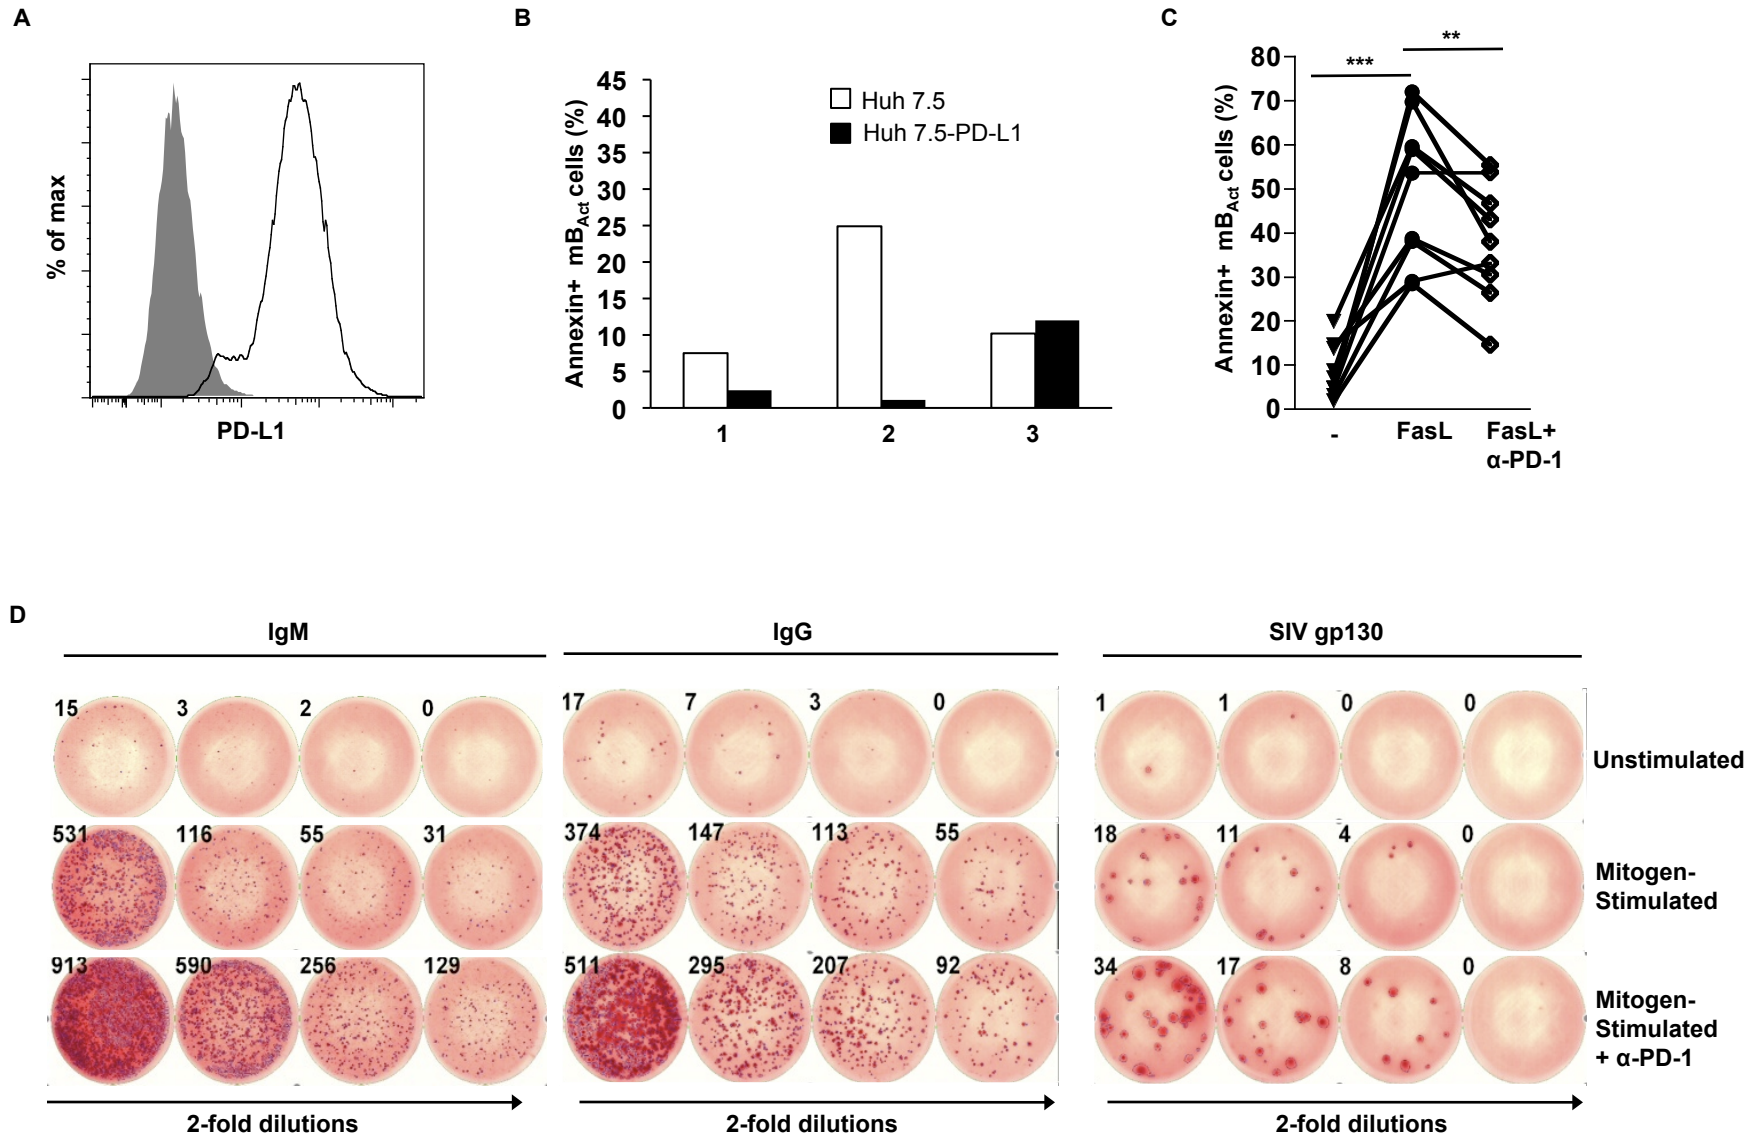 A
% of max
PD-L1
B
Annexin+ mBAct cells (%)
45
40
35
30
25
20
15
10
5
0
Huh 7.5
Huh 7.5-PD-L1
1 2 3
C
Annexin+ mBAct cells (%)
80
70
60
50
40
30
20
10
0
***
**
- FasL FasL+
α-PD-1
D
IgM IgG SIV gp130
15 3 2 0 17 7 3 0 1 1 0 0
Unstimulated
531 116 55 31 374 147 113 55 18 11 4 0
Mitogen-
Stimulated
913 590 256 129 511 295 207 92 34 17 8 0
Mitogen-
Stimulated
+ α-PD-1
2-fold dilutions 2-fold dilutions 2-fold dilutions